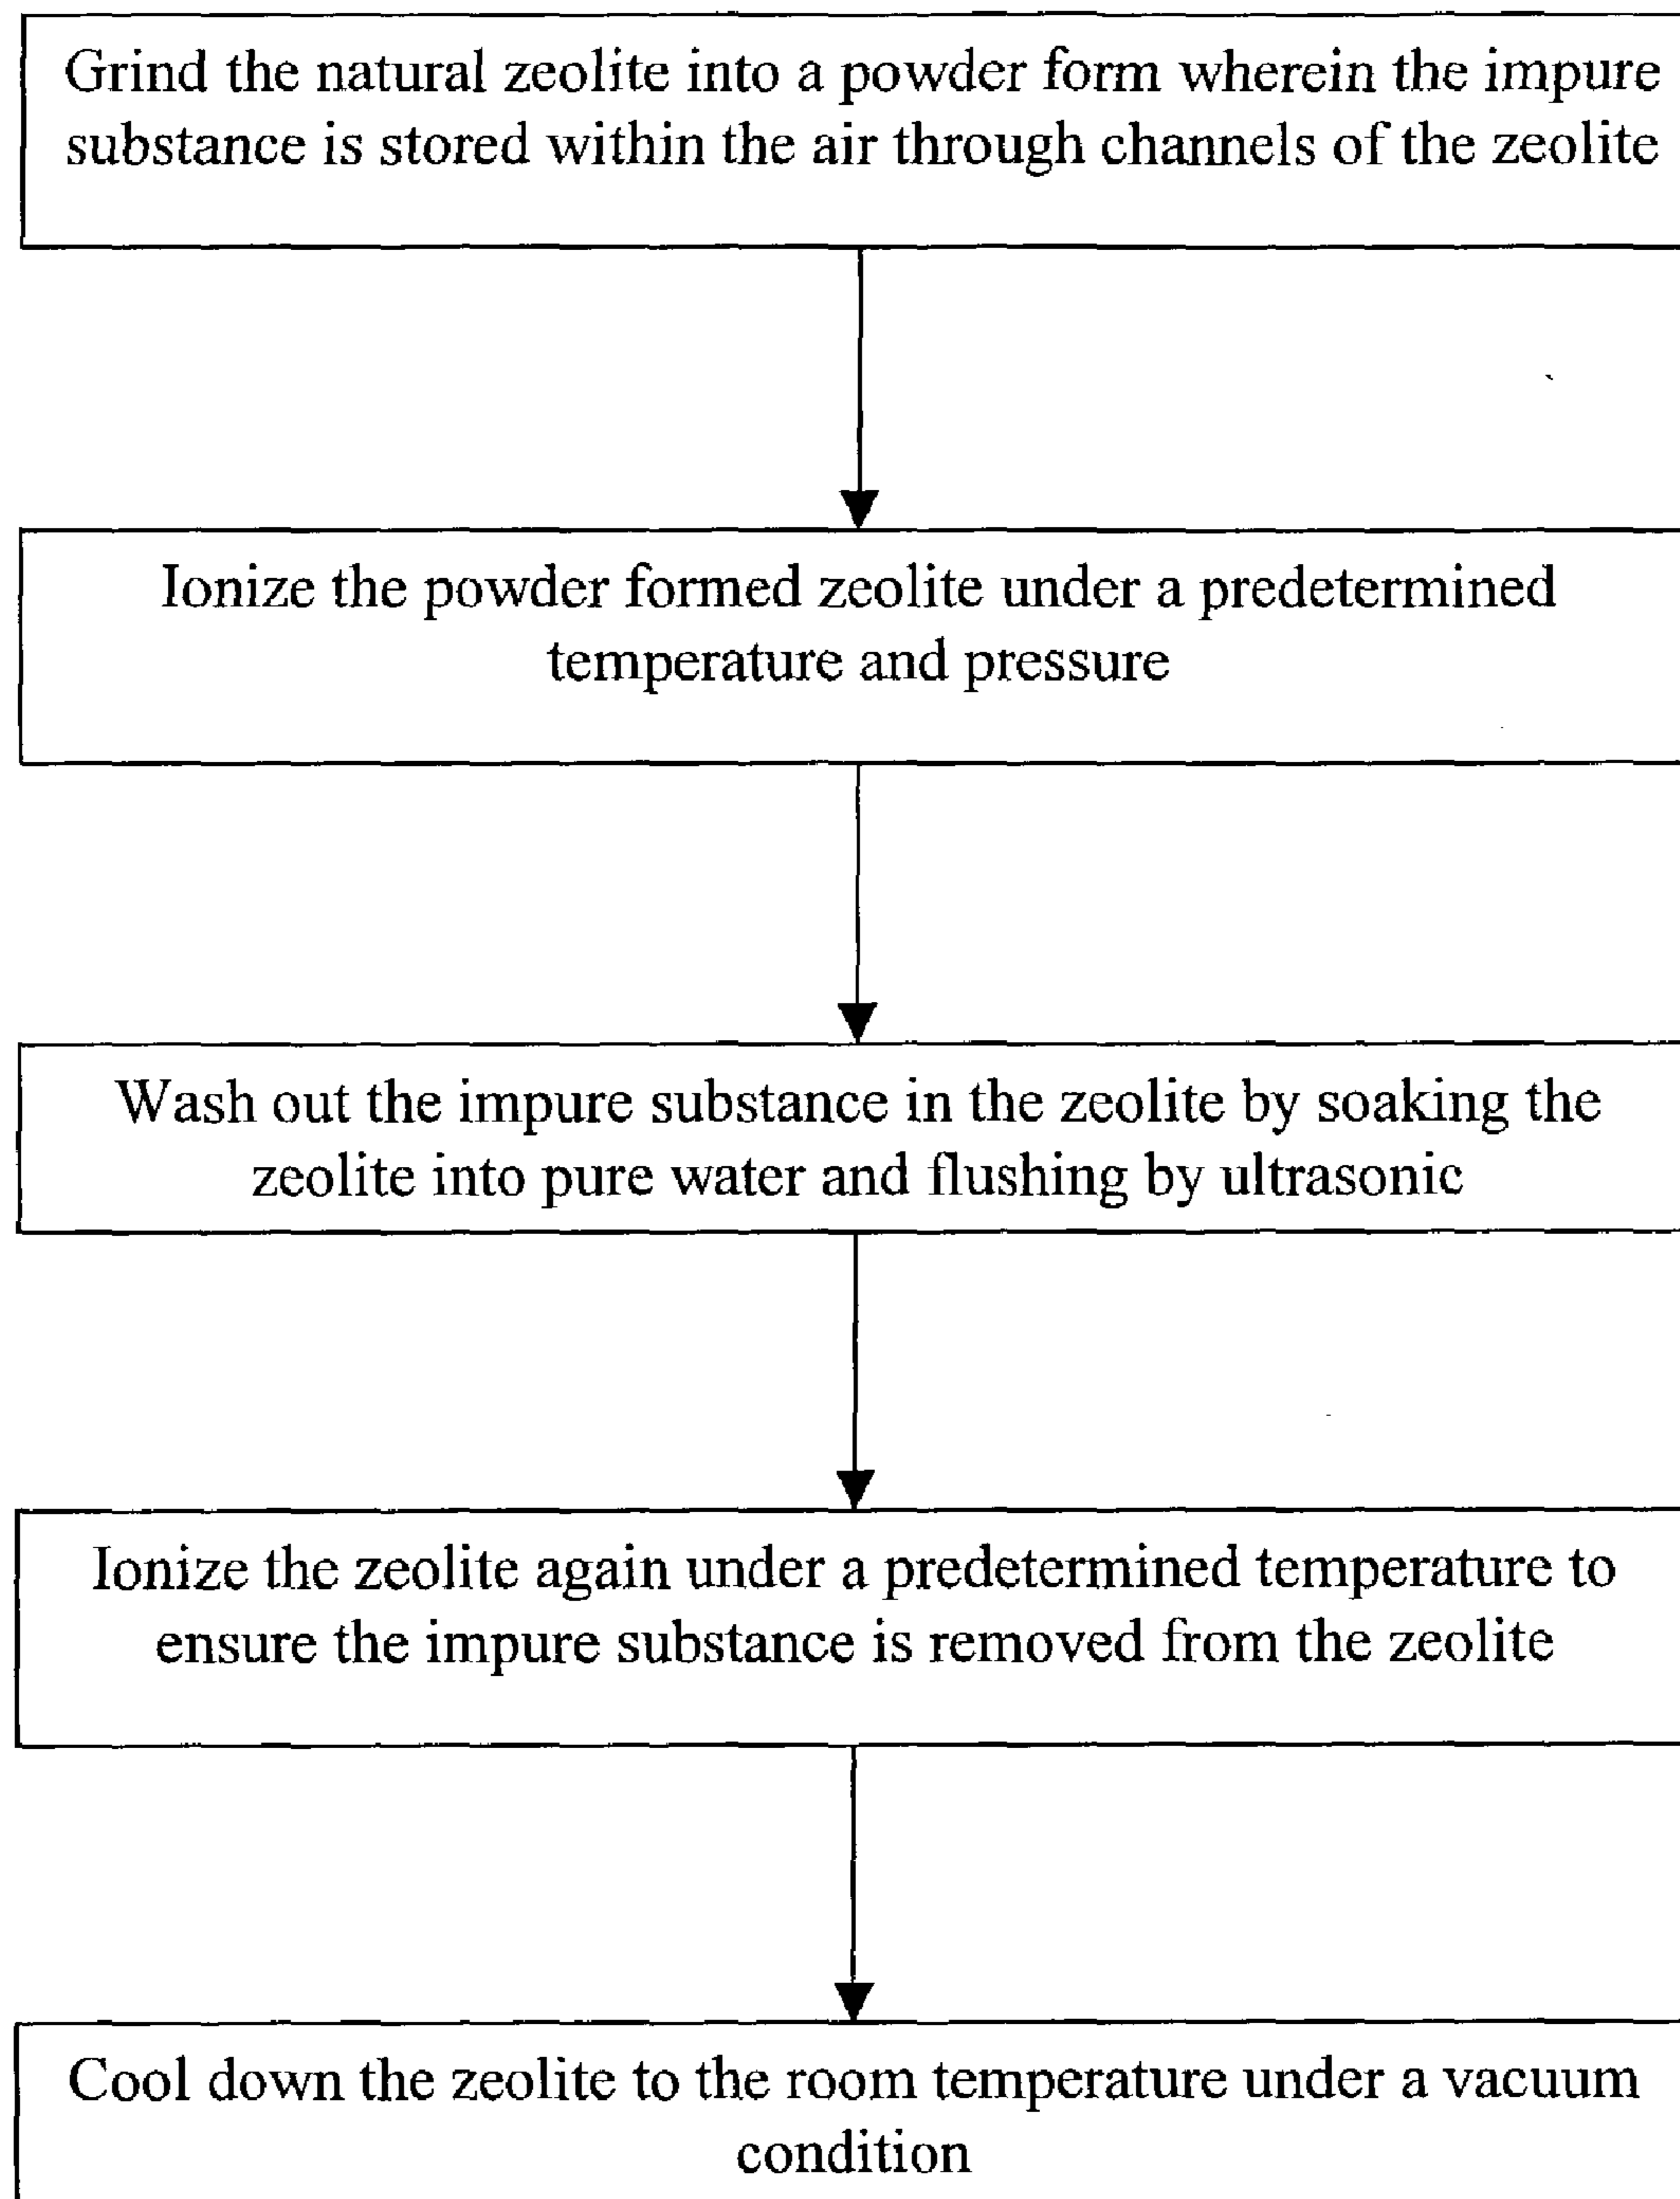 Grind the natural zeolite into a powder form wherein the impure
substance is stored within the air through channels of the zeolite
Ionize the powder formed zeolite under a predetermined
temperature and pressure
Wash out the impure substance in the zeolite by soaking the
zeolite into pure water and flushing by ultrasonic
Ionize the zeolite again under a predetermined temperature to
ensure the impure substance is removed from the zeolite
Cool down the zeolite to the room temperature under a vacuum
condition